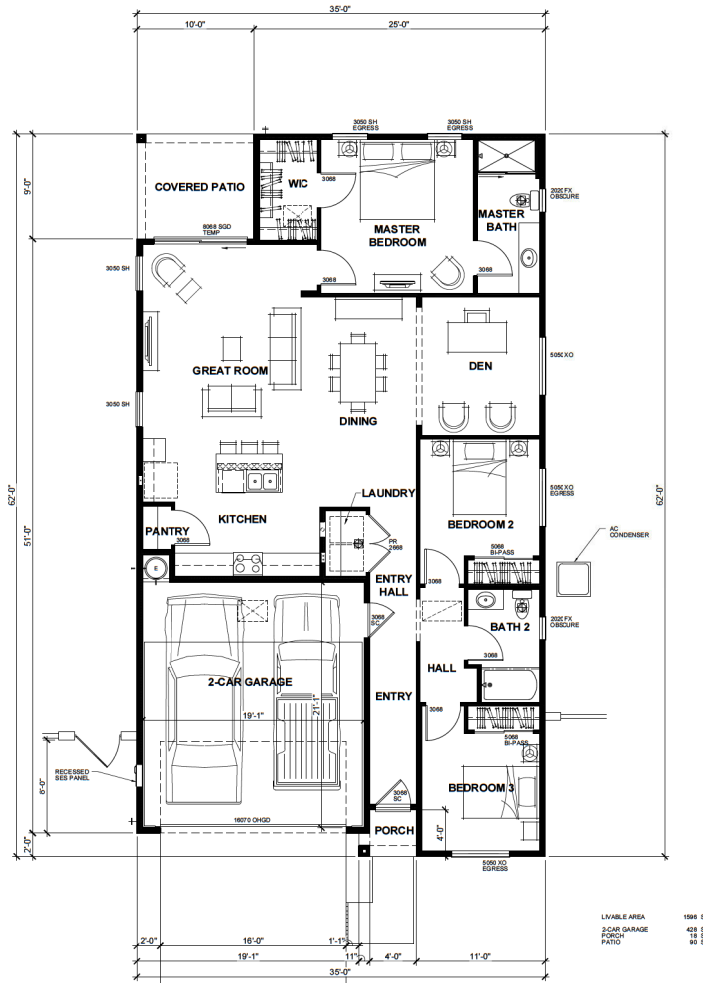 35'-0"
10'-0"
25'-0"
3050 SH
EGRESS
3050 SH
EGRESS
9'-0"
COVERED PATIO
WIC
3068
MASTER
BEDROOM
MASTER
BATH
2020 FX
OBSCURE
8068 SGD
TEMP
3050 SH
3068
3068
GREAT ROOM
DINING
DEN
5050 XO
3050 SH
62'-0"
51'-0"
62'-0"
LAUNDRY
KITCHEN
PANTRY
3068
PR
2668
BEDROOM 2
5050 XO
EGRESS
5068
BI-PASS
AC
CONDENSER
E
ENTRY
HALL
3068
3068
SC
BATH 2
2020 FX
OBSCURE
3068
HALL
2-CAR GARAGE
21'-1"
ENTRY
19'-1"
3068
5068
BI-PASS
RECESSED
SES PANEL
8'-0"
3068
SC
BEDROOM 3
16070 OHGD
PORCH
4'-0"
2'-0"
5050 XO
EGRESS
LIVABLE AREA 1596 S
2-CAR GARAGE 428 S
PORCH 18 S
PATIO 90 S
2'-0"
16'-0"
1'-1"
19'-1"
11"
4'-0"
11'-0"
35'-0"